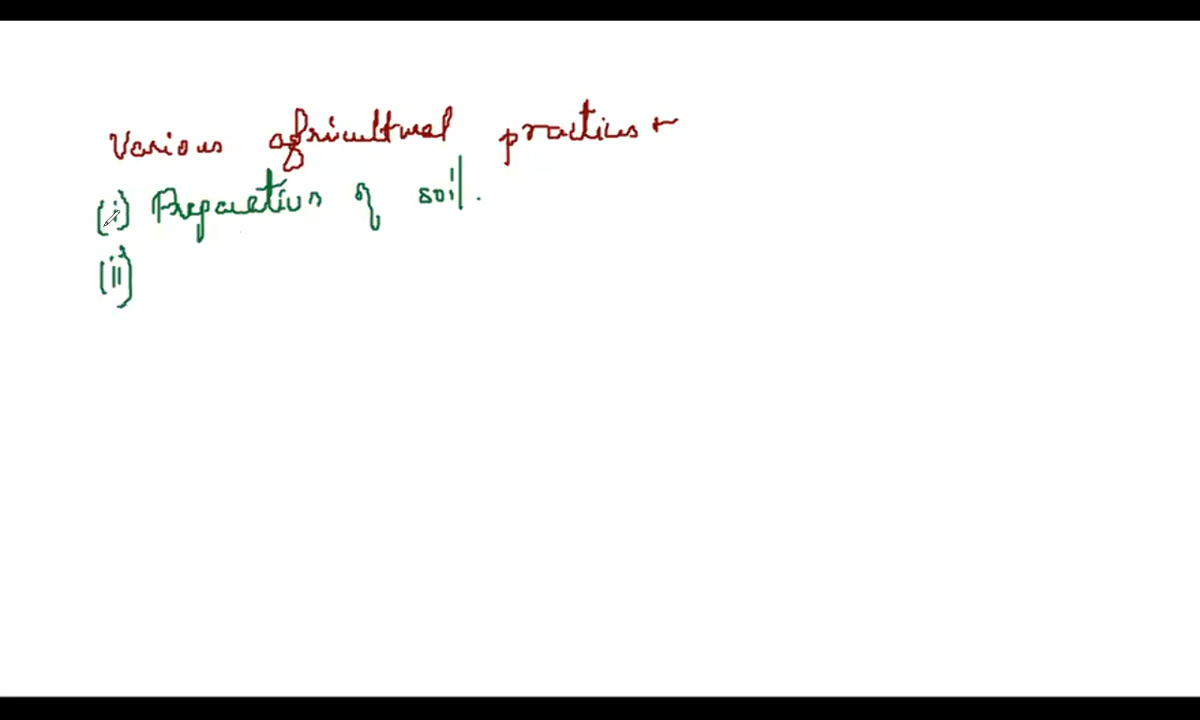 Various agricultural practices :-
(i) Preparation of soil.
(ii)